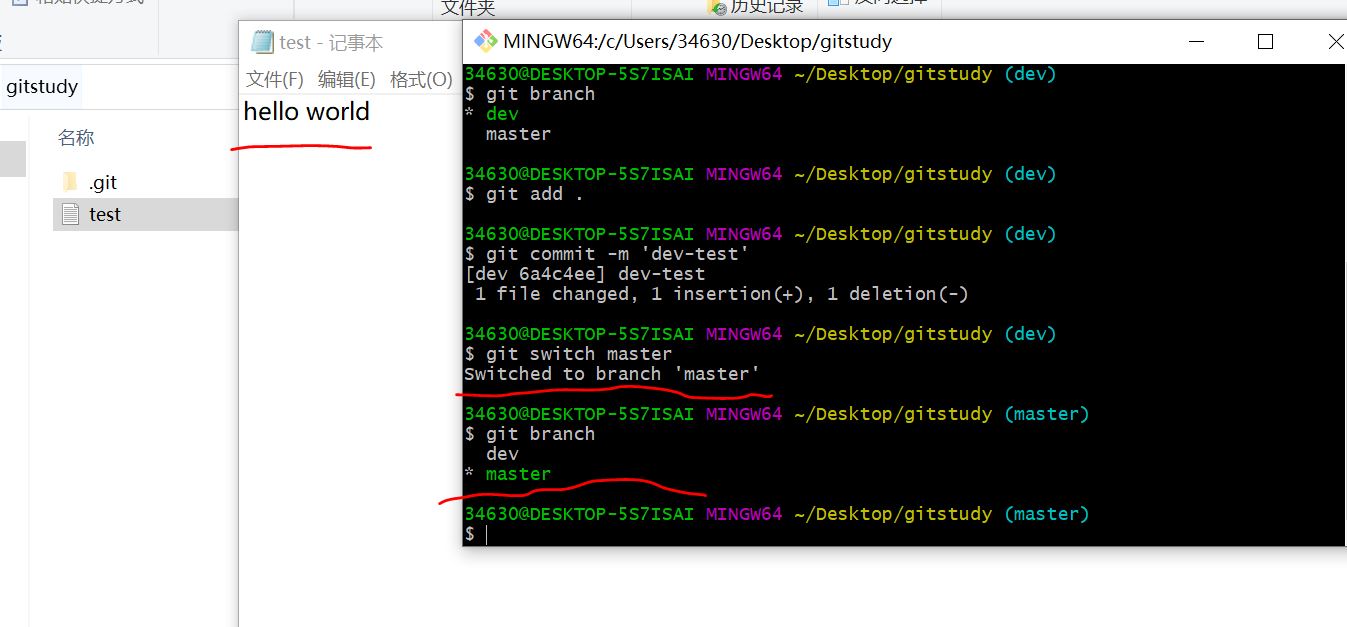 文件夹
历史记录
gitstudy
名称
.git
test
test - 记事本
文件(F) 编辑(E) 格式(O)
hello world
MINGW64:/c/Users/34630/Desktop/gitstudy
34630@DESKTOP-5S7ISAI MINGW64 ~/Desktop/gitstudy (dev)
$ git branch
* dev
  master
34630@DESKTOP-5S7ISAI MINGW64 ~/Desktop/gitstudy (dev)
$ git add .
34630@DESKTOP-5S7ISAI MINGW64 ~/Desktop/gitstudy (dev)
$ git commit -m 'dev-test'
[dev 6a4c4ee] dev-test
 1 file changed, 1 insertion(+), 1 deletion(-)
34630@DESKTOP-5S7ISAI MINGW64 ~/Desktop/gitstudy (dev)
$ git switch master
Switched to branch 'master'
34630@DESKTOP-5S7ISAI MINGW64 ~/Desktop/gitstudy (master)
$ git branch
  dev
* master
34630@DESKTOP-5S7ISAI MINGW64 ~/Desktop/gitstudy (master)
$